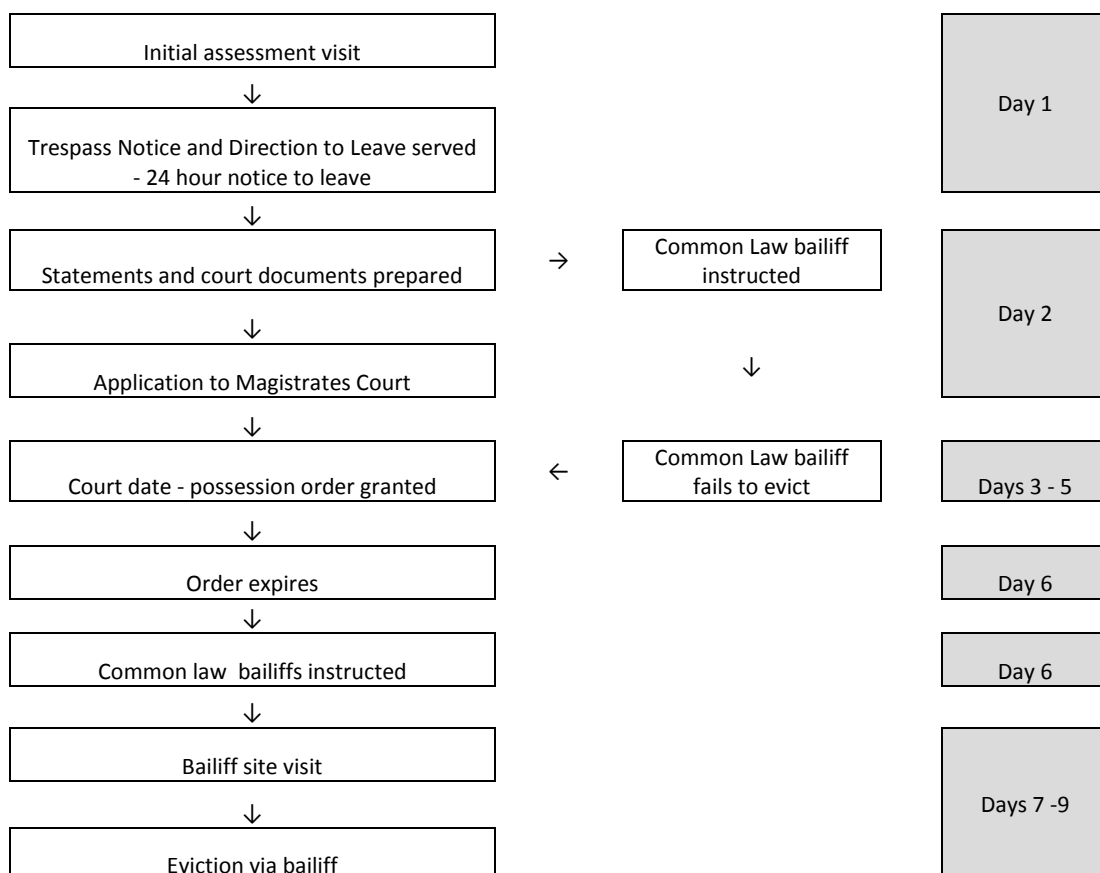 Initial assessment visit
↓
Day 1
Trespass Notice and Direction to Leave served
- 24 hour notice to leave
↓
Statements and court documents prepared
→
Common Law bailiff
instructed
Day 2
↓
↓
Application to Magistrates Court
↓
Court date - possession order granted
←
Common Law bailiff
fails to evict
Days 3 - 5
↓
Order expires
Day 6
↓
Common law  bailiffs instructed
Day 6
↓
Bailiff site visit
Days 7 -9
↓
Eviction via bailiff